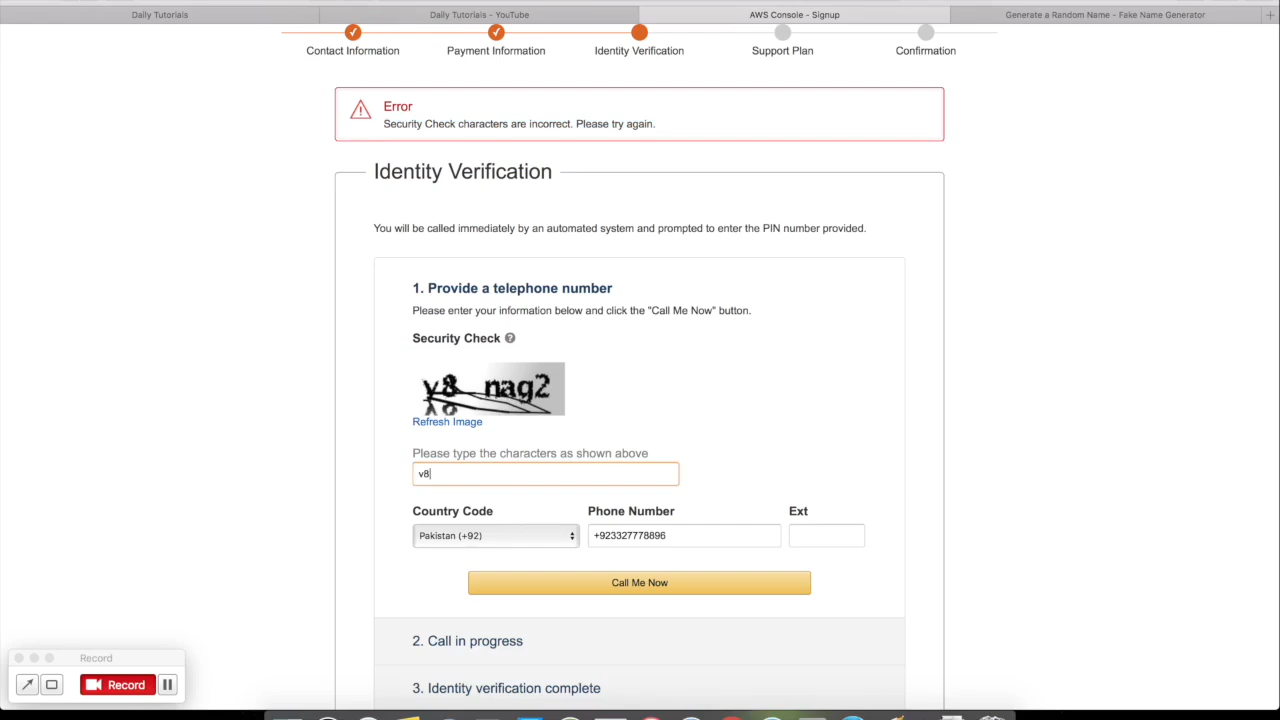 Daily Tutorials
Daily Tutorials - YouTube
AWS Console - Signup
Generate a Random Name - Fake Name Generator
Contact Information
Payment Information
Identity Verification
Support Plan
Confirmation
Error
Security Check characters are incorrect. Please try again.
Identity Verification
You will be called immediately by an automated system and prompted to enter the PIN number provided.
1. Provide a telephone number
Please enter your information below and click the "Call Me Now" button.
Security Check
Refresh Image
Please type the characters as shown above
v8
Country Code
Phone Number
Ext
Pakistan (+92)
+923327778896
Call Me Now
2. Call in progress
Record
Record
3. Identity verification complete